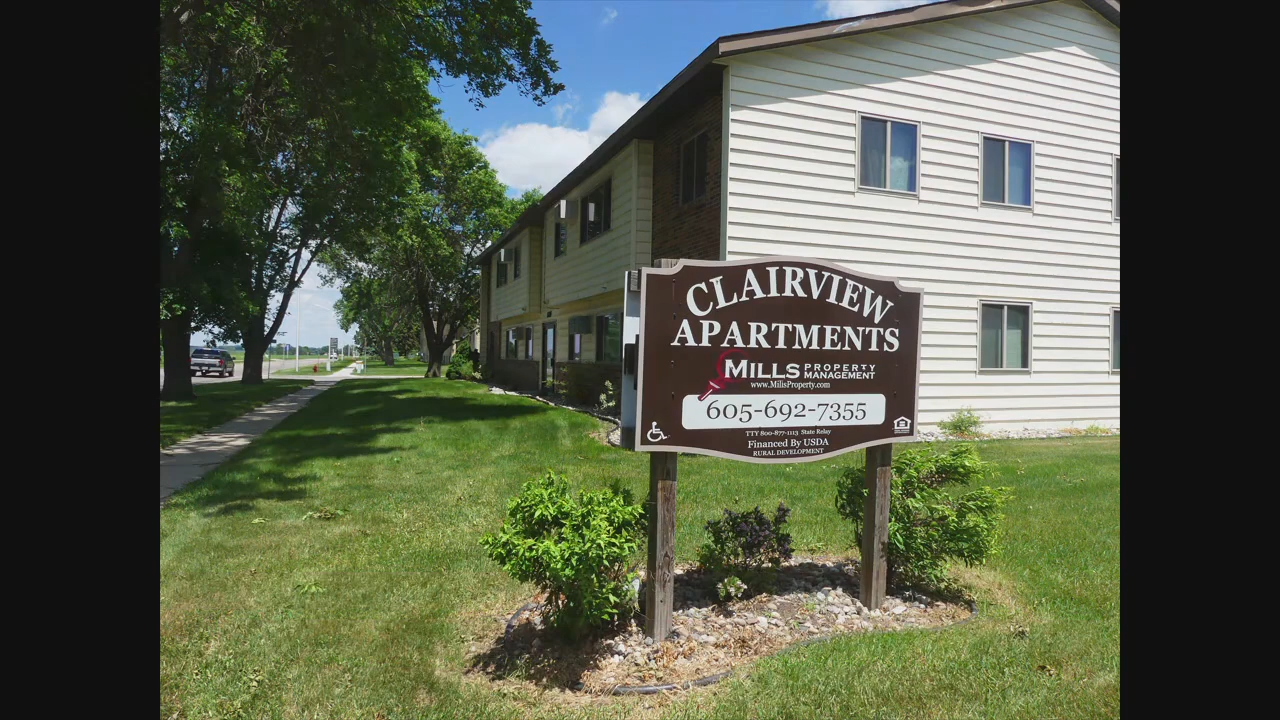 CLAIRVIEW
APARTMENTS
MILLS PROPERTY MANAGEMENT
www.MillsProperty.com
605-692-7355
TTY 800-877-1113 State Relay
Financed By USDA
RURAL DEVELOPMENT